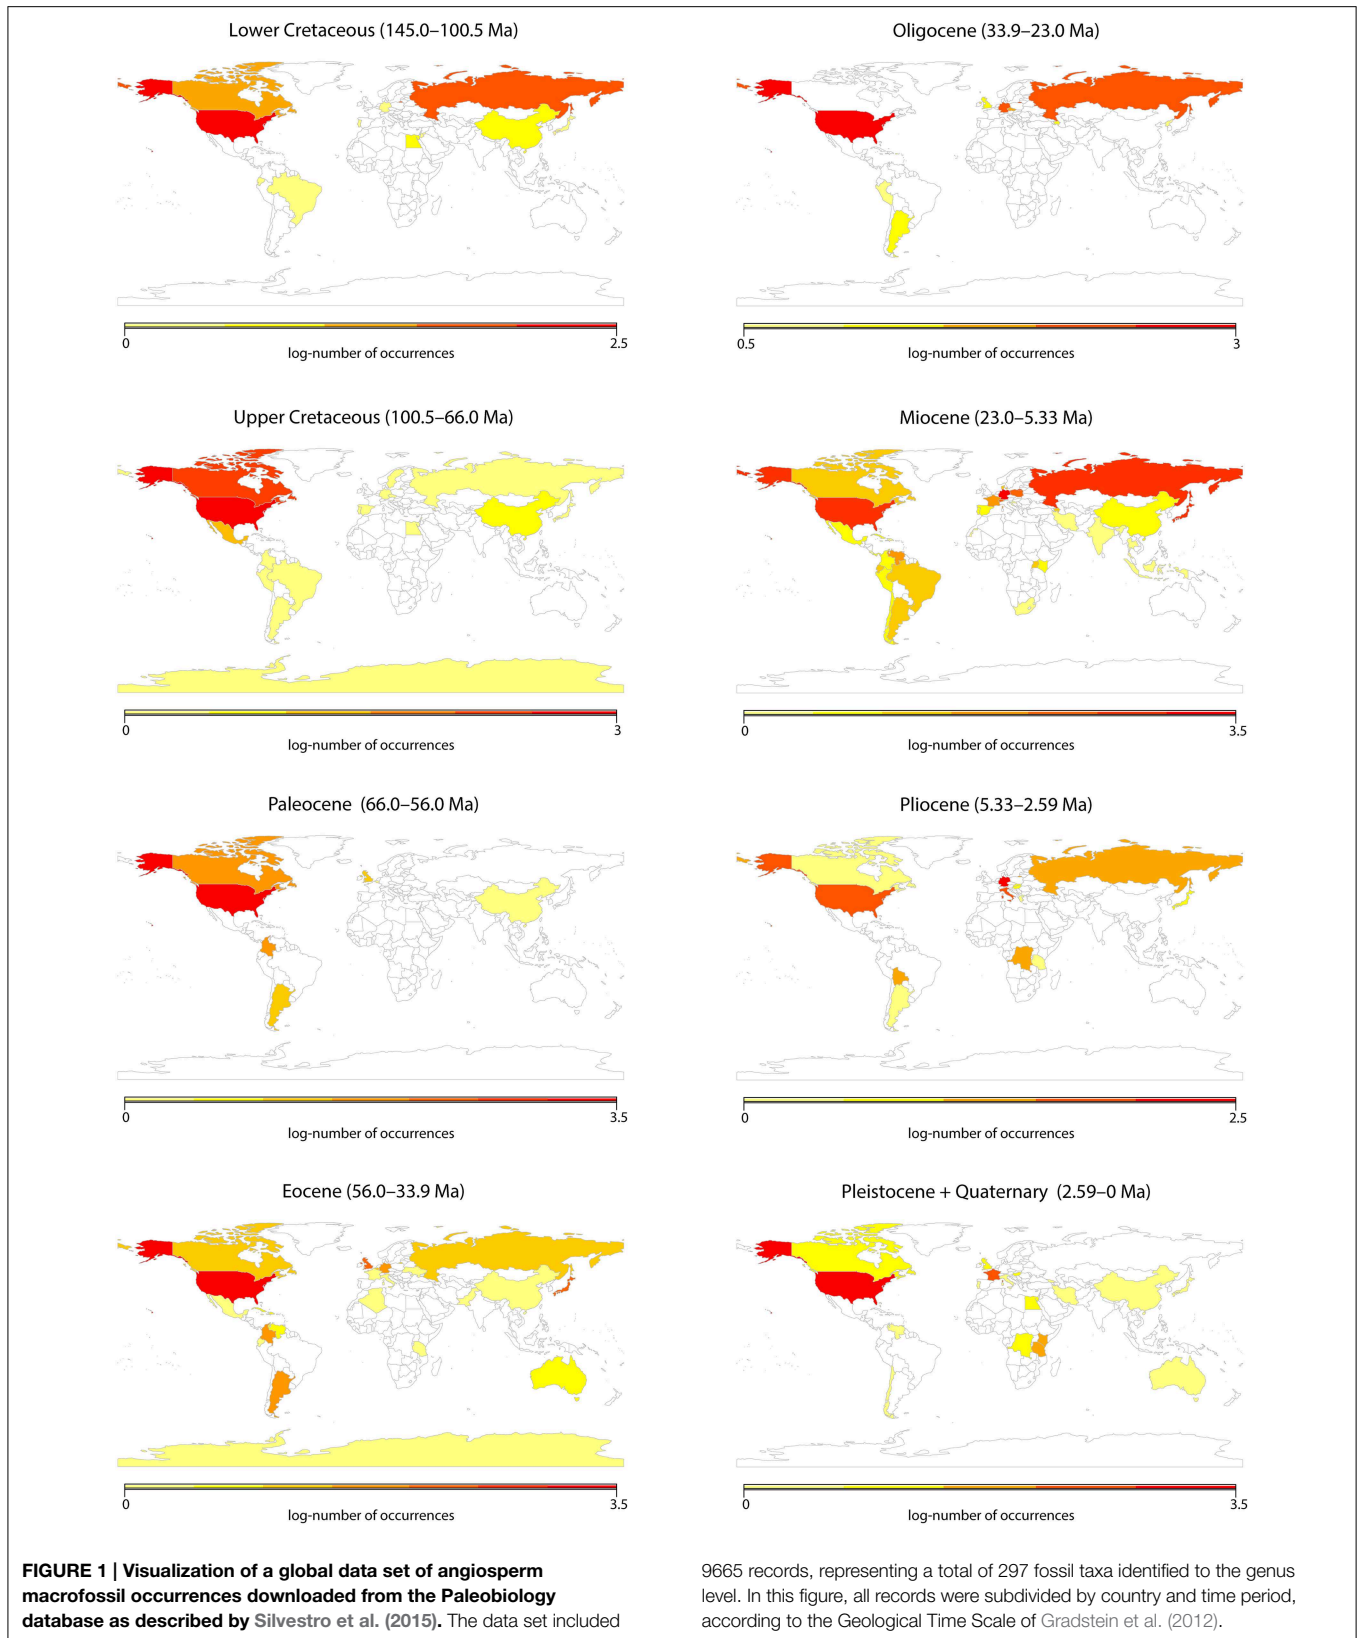 Lower Cretaceous (145.0–100.5 Ma)
0
2.5
log-number of occurrences
Upper Cretaceous (100.5–66.0 Ma)
0
3
log-number of occurrences
Paleocene (66.0–56.0 Ma)
0
3.5
log-number of occurrences
Eocene (56.0–33.9 Ma)
0
3.5
log-number of occurrences
Oligocene (33.9–23.0 Ma)
0.5
3
log-number of occurrences
Miocene (23.0–5.33 Ma)
0
3.5
log-number of occurrences
Pliocene (5.33–2.59 Ma)
0
2.5
log-number of occurrences
Pleistocene + Quaternary (2.59–0 Ma)
0
3.5
log-number of occurrences
FIGURE 1 | Visualization of a global data set of angiosperm
macrofossil occurrences downloaded from the Paleobiology
database as described by Silvestro et al. (2015). The data set included
9665 records, representing a total of 297 fossil taxa identified to the genus
level. In this figure, all records were subdivided by country and time period,
according to the Geological Time Scale of Gradstein et al. (2012).